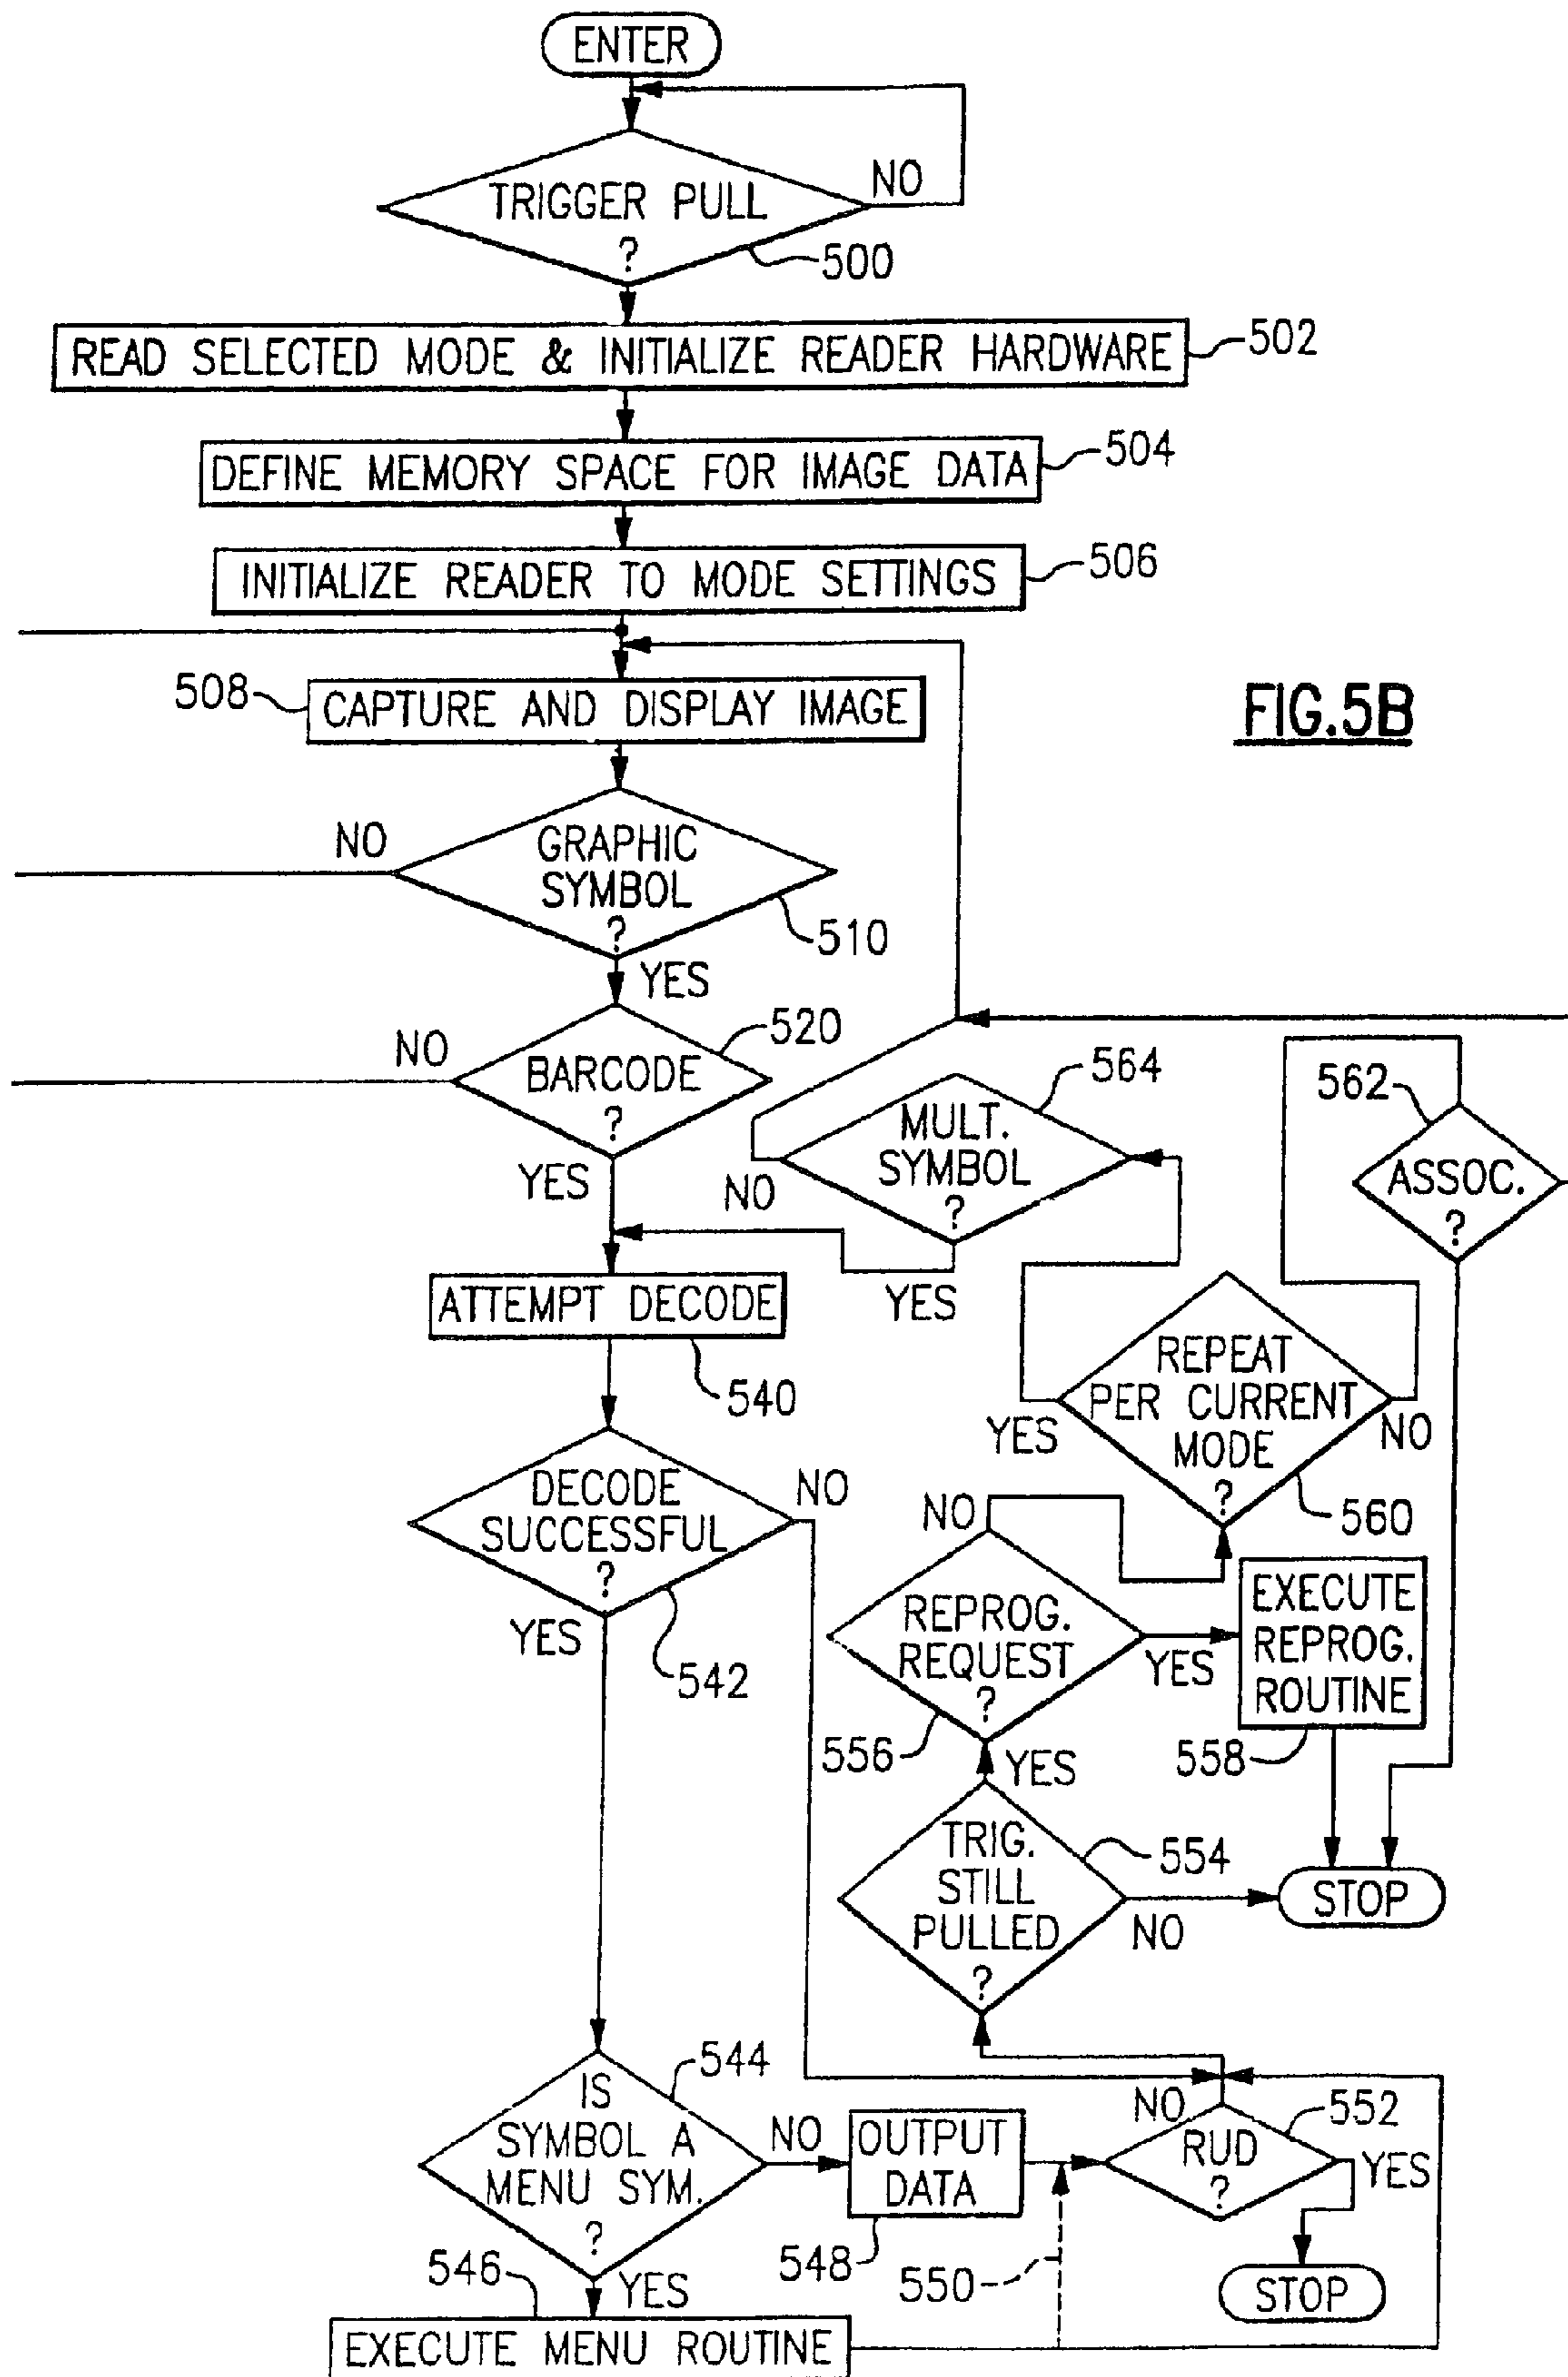 ENTER
TRIGGER PULL
?
NO
500
READ SELECTED MODE & INITIALIZE READER HARDWARE
502
DEFINE MEMORY SPACE FOR IMAGE DATA
504
INITIALIZE READER TO MODE SETTINGS
506
508
CAPTURE AND DISPLAY IMAGE
FIG.5B
NO
GRAPHIC
SYMBOL
?
510
YES
NO
BARCODE
?
520
YES
564
MULT.
SYMBOL
?
NO
YES
562
ASSOC.
?
ATTEMPT DECODE
540
REPEAT
PER CURRENT
MODE
?
YES
NO
560
DECODE
SUCCESSFUL
?
NO
YES
542
NO
REPROG.
REQUEST
?
556
YES
EXECUTE
REPROG.
ROUTINE
558
YES
TRIG.
STILL
PULLED
?
554
NO
STOP
IS
SYMBOL A
MENU SYM.
?
544
NO
OUTPUT
DATA
548
550
NO
RUD
?
552
YES
STOP
546
YES
EXECUTE MENU ROUTINE